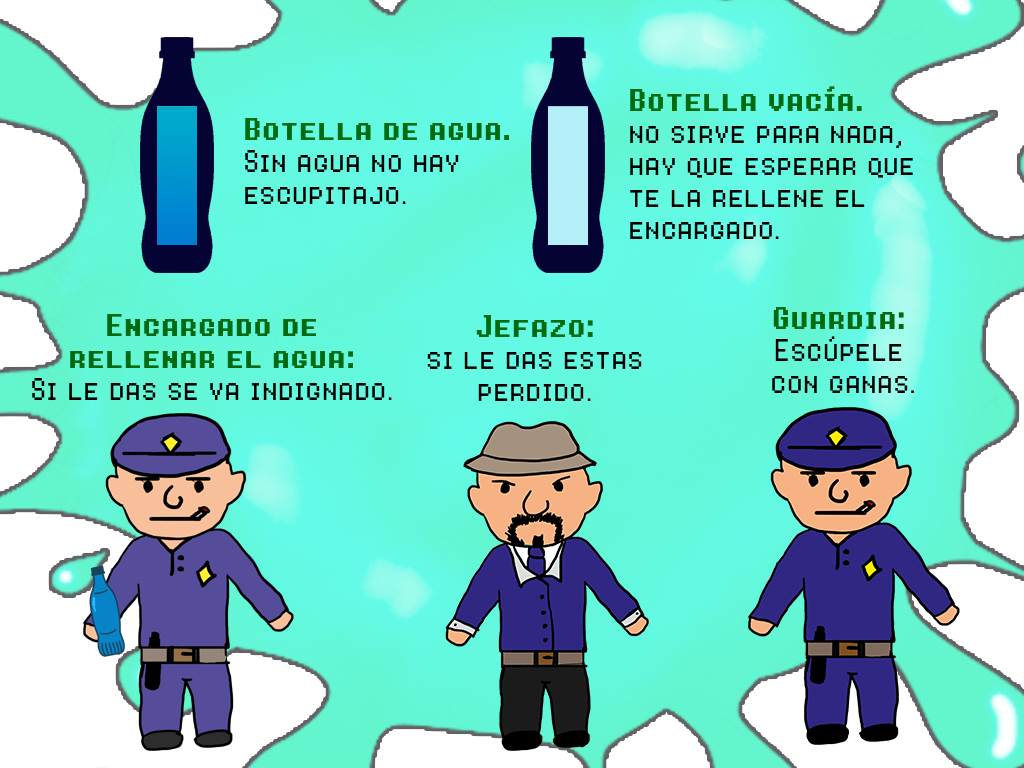 Botella de agua.
Sin agua no hay
escupitajo.
Botella vacía.
no sirve para nada,
hay que esperar que
te la rellene el
encargado.
Encargado de
rellenar el agua:
Si le das se va indignado.
Jefazo:
si le das estas
perdido.
Guardia:
Escúpele
con ganas.